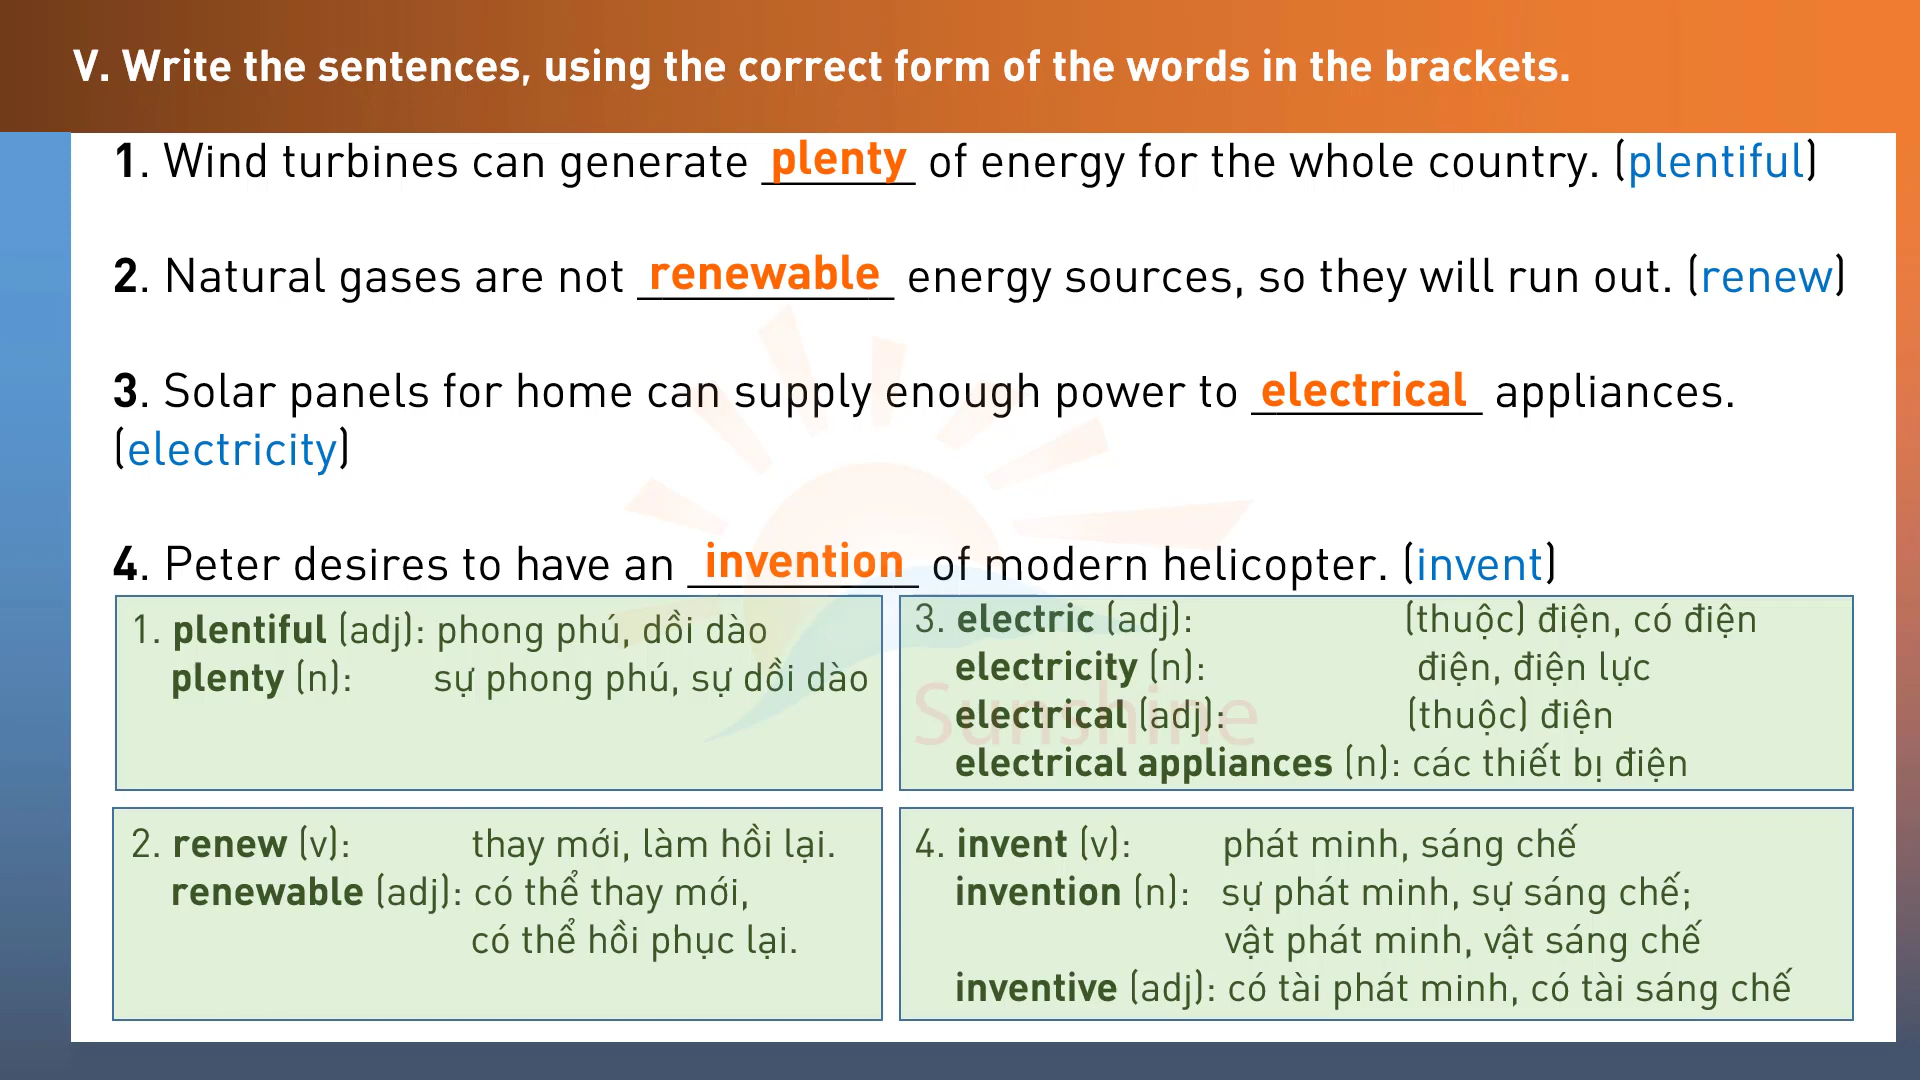 V. Write the sentences, using the correct form of the words in the brackets.
1. Wind turbines can generate plenty of energy for the whole country. (plentiful)
2. Natural gases are not renewable energy sources, so they will run out. (renew)
3. Solar panels for home can supply enough power to electrical appliances.
(electricity)
4. Peter desires to have an invention of modern helicopter. (invent)
1. plentiful (adj): phong phú, dồi dào
plenty (n): sự phong phú, sự dồi dào
3. electric (adj): (thuộc) điện, có điện
electricity (n): điện, điện lực
electrical (adj): (thuộc) điện
electrical appliances (n): các thiết bị điện
Sunshine
2. renew (v): thay mới, làm hồi lại.
renewable (adj): có thể thay mới,
có thể hồi phục lại.
4. invent (v): phát minh, sáng chế
invention (n): sự phát minh, sự sáng chế;
vật phát minh, vật sáng chế
inventive (adj): có tài phát minh, có tài sáng chế